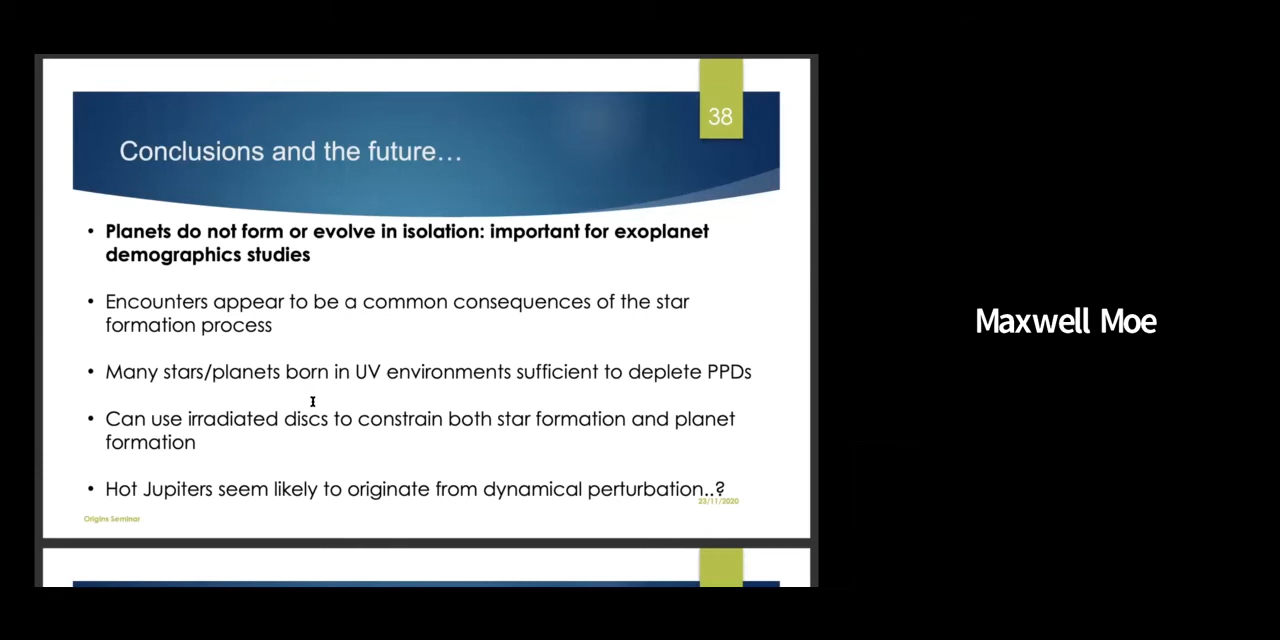 38
Conclusions and the future…
• Planets do not form or evolve in isolation: important for exoplanet
demographics studies
• Encounters appear to be a common consequences of the star
formation process
• Many stars/planets born in UV environments sufficient to deplete PPDs
• Can use irradiated discs to constrain both star formation and planet
formation
• Hot Jupiters seem likely to originate from dynamical perturbation..?
23/11/2020
Origins Seminar
Maxwell Moe